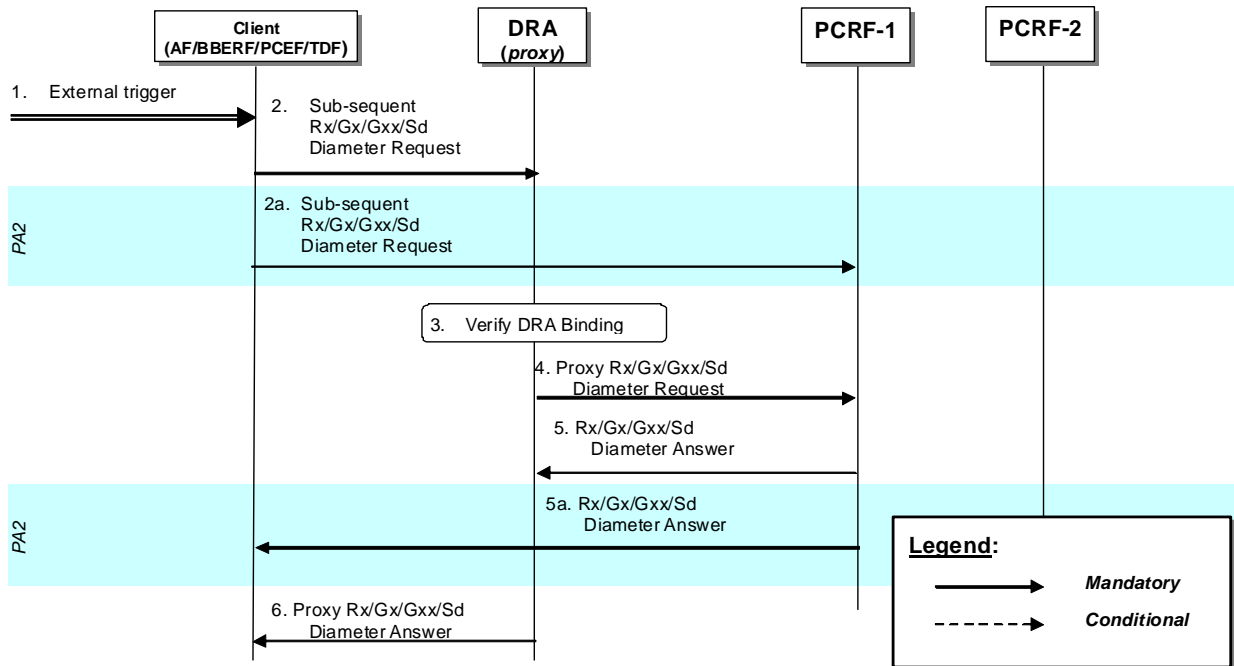 Client
(AF/BBERF/PCEF/TDF)
DRA
(proxy)
PCRF-1
PCRF-2
1. External trigger
2. Sub-sequent
Rx/Gx/Gxx/Sd
Diameter Request
PA2
2a. Sub-sequent
Rx/Gx/Gxx/Sd
Diameter Request
3. Verify DRA Binding
4. Proxy Rx/Gx/Gxx/Sd
Diameter Request
5. Rx/Gx/Gxx/Sd
Diameter Answer
PA2
5a. Rx/Gx/Gxx/Sd
Diameter Answer
6. Proxy Rx/Gx/Gxx/Sd
Diameter Answer
Legend:
Mandatory
Conditional